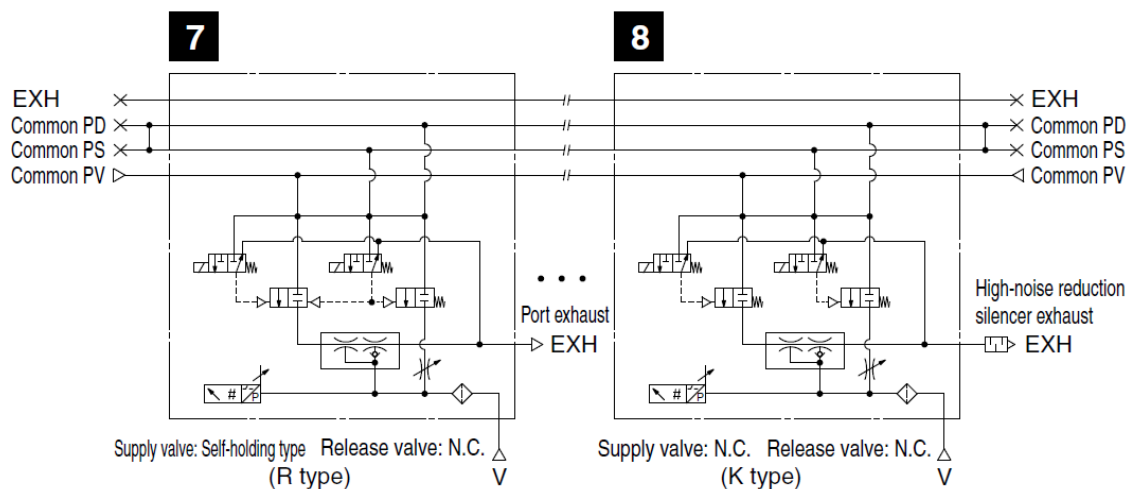 7
8
EXH
EXH
Common PD
Common PD
Common PS
Common PS
Common PV
Common PV
Port exhaust
EXH
High-noise reduction
silencer exhaust
EXH
#
P
#
P
Supply valve: Self-holding type
Release valve: N.C.
(R type)
V
Supply valve: N.C.
Release valve: N.C.
(K type)
V